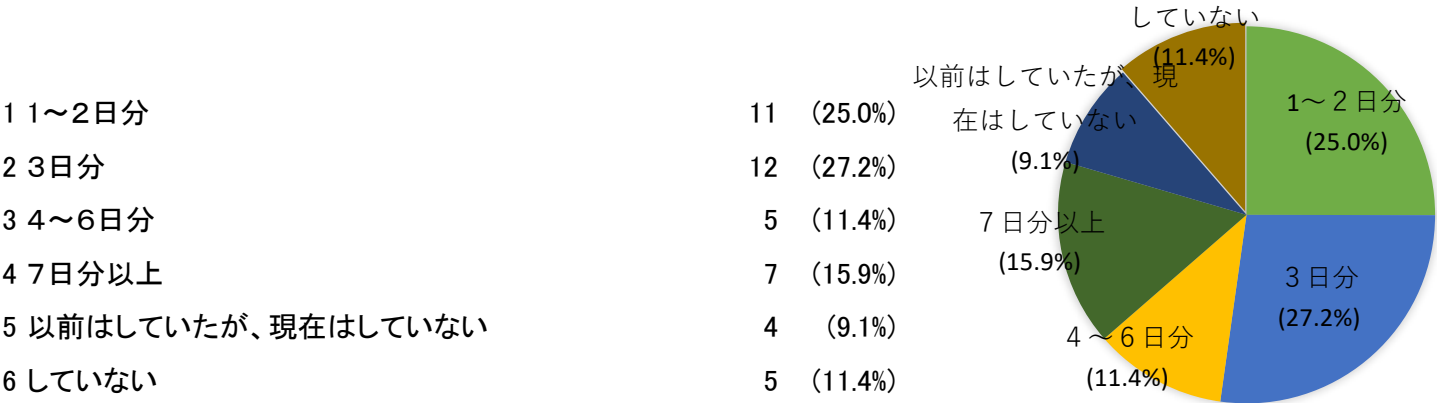 1 1～2日分 11 (25.0%)
2 3日分 12 (27.2%)
3 4～6日分 5 (11.4%)
4 7日分以上 7 (15.9%)
5 以前はしていたが、現在はしていない 4 (9.1%)
6 していない 5 (11.4%)
していない
(11.4%)
以前はしていたが、現
在はしていない
(9.1%)
1～２日分
(25.0%)
７日分以上
(15.9%)
３日分
(27.2%)
４～６日分
(11.4%)